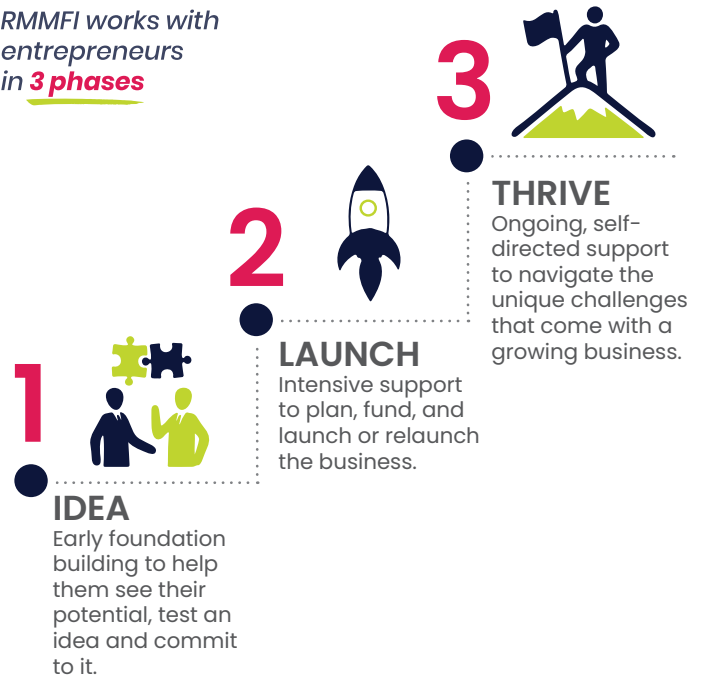 RMMFI works with
entrepreneurs
in 3 phases
1
IDEA
Early foundation
building to help
them see their
potential, test an
idea and commit
to it.
2
LAUNCH
Intensive support
to plan, fund, and
launch or relaunch
the business.
3
THRIVE
Ongoing, self-
directed support
to navigate the
unique challenges
that come with a
growing business.